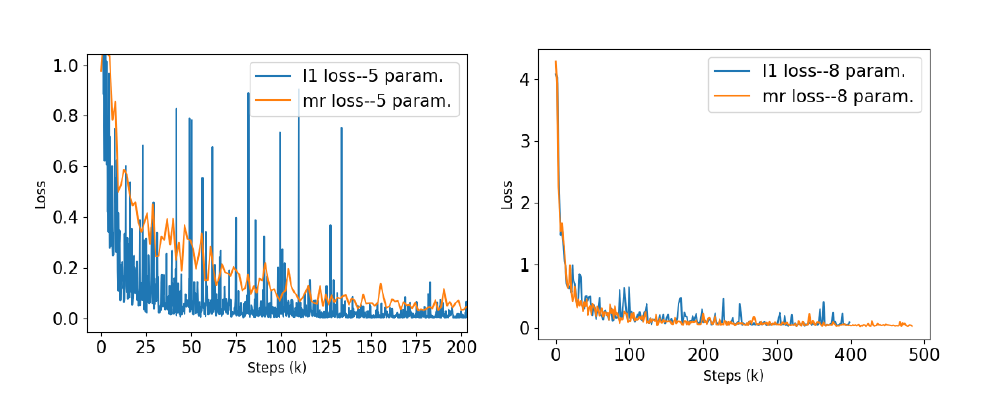 1.0
0.8
0.6
0.4
0.2
0.0
Loss
l1 loss--5 param.
mr loss--5 param.
0 25 50 75 100 125 150 175 200
Steps (k)
4
3
2
1
0
Loss
l1 loss--8 param.
mr loss--8 param.
0 100 200 300 400 500
Steps (k)